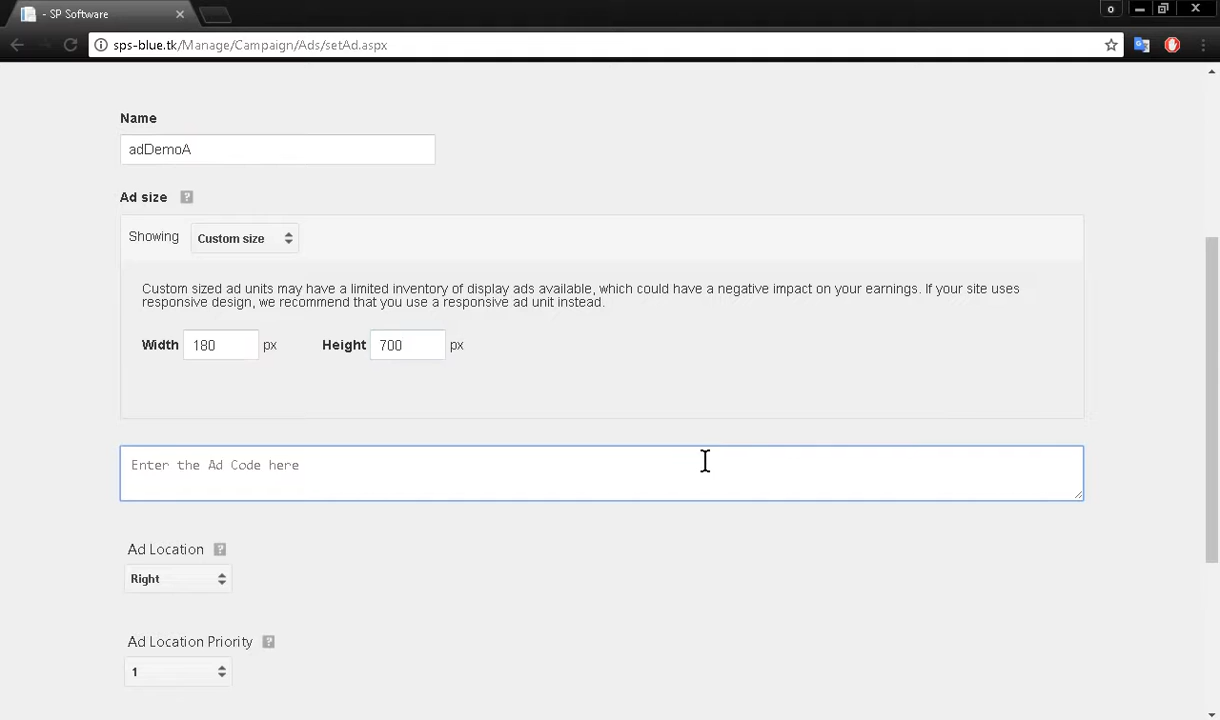 - SP Software
sps-blue.tk/Manage/Campaign/Ads/setAd.aspx
Name
adDemoA
Ad size ?
Showing Custom size
Custom sized ad units may have a limited inventory of display ads available, which could have a negative impact on your earnings. If your site uses
responsive design, we recommend that you use a responsive ad unit instead.
Width 180 px Height 700 px
Enter the Ad Code here
Ad Location ?
Right
Ad Location Priority ?
1